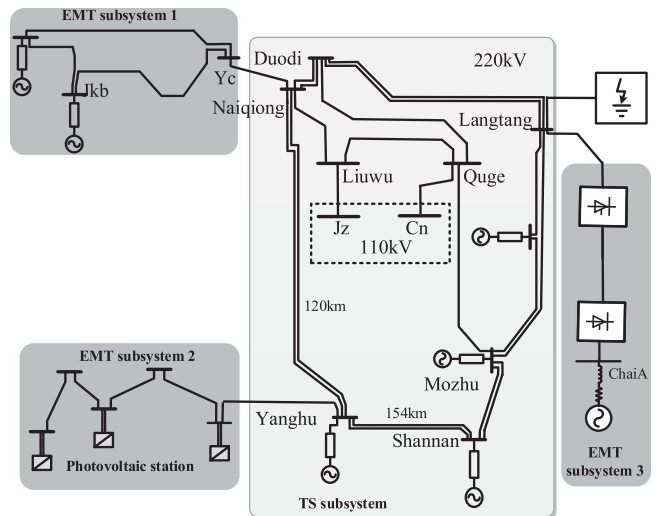 EMT subsystem 1
Duodi
220kV
Yc
Jkb
Naiqiong
Langtang
Liuwu
Quge
Jz
Cn
110kV
120km
EMT subsystem 2
ChaiA
Mozhu
Yanghu
154km
Shannan
Photovoltaic station
EMT
subsystem 3
TS subsystem